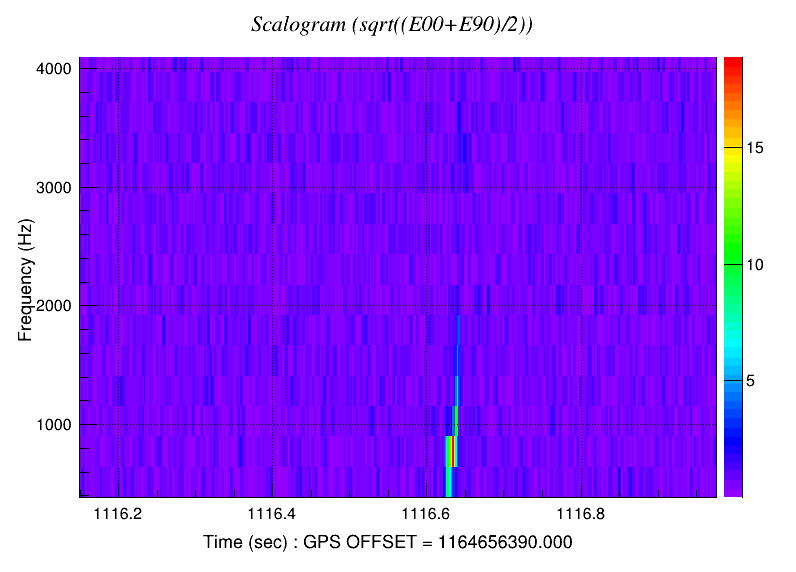 Scalogram (sqrt((E00+E90)/2))
4000
3000
2000
1000
Frequency (Hz)
15
10
5
1116.2 1116.4 1116.6 1116.8
Time (sec) : GPS OFFSET = 1164656390.000